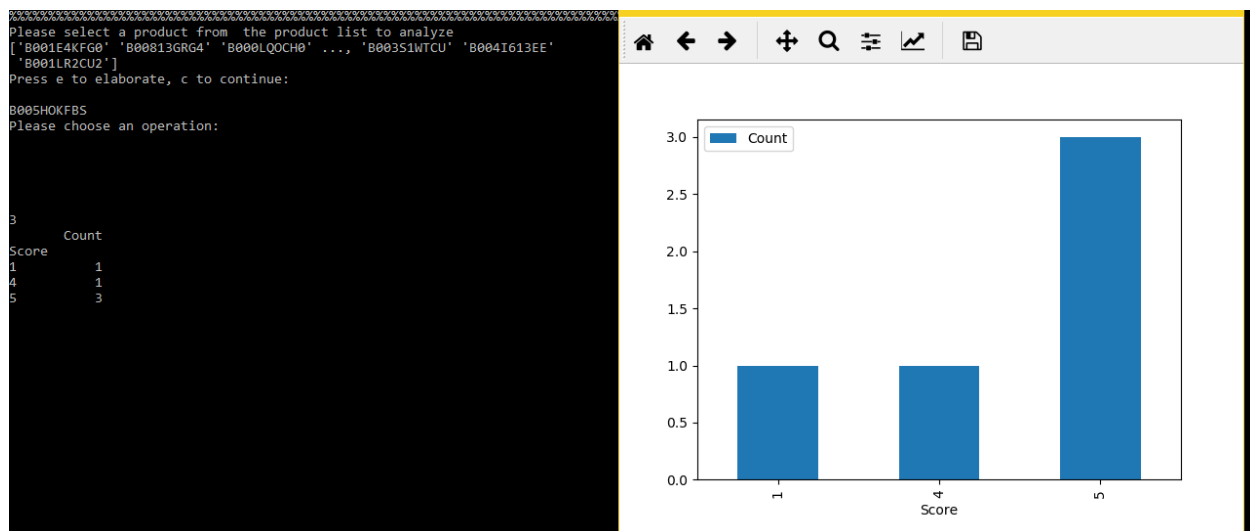 %%%%%%%%%%%%%%%%%%%%%%%%%%%%%%%%%%%%%%%%%%%%%%%%%%%%%%%%%%%%%%%%%%%%%%%%%%%%%%%%%%
Please select a product from  the product list to analyze
['B001E4KFG0' 'B00813GRG4' 'B000LQOCH0' ..., 'B003S1WTCU' 'B004I613EE'
 'B001LR2CU2']
Press e to elaborate, c to continue:
B005HOKFBS
Please choose an operation:
3
       Count
Score
1          1
4          1
5          3
Count
3.0
2.5
2.0
1.5
1.0
0.5
0.0
1 4 5
Score